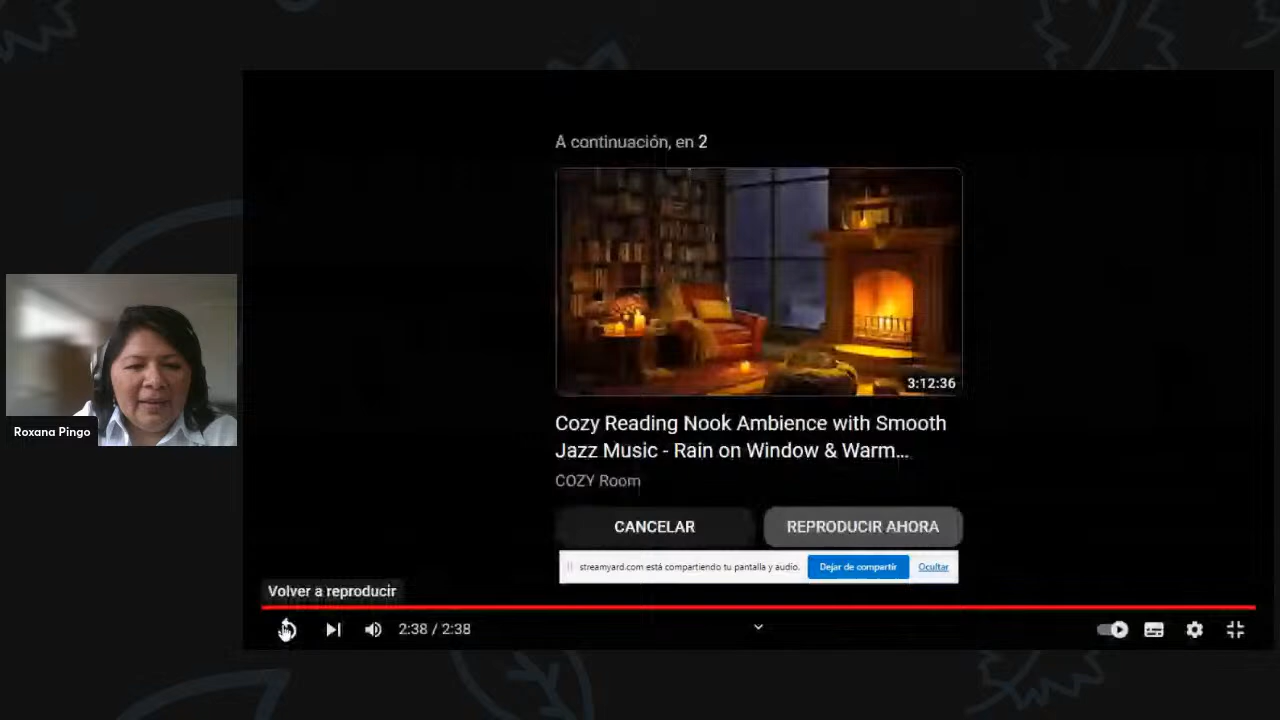 A continuación, en 2
3:12:36
Cozy Reading Nook Ambience with Smooth
Jazz Music - Rain on Window & Warm...
COZY Room
CANCELAR
REPRODUCIR AHORA
streamyard.com está compartiendo tu pantalla y audio.
Dejar de compartir
Ocultar
Roxana Pingo
Volver a reproducir
2:38 / 2:38